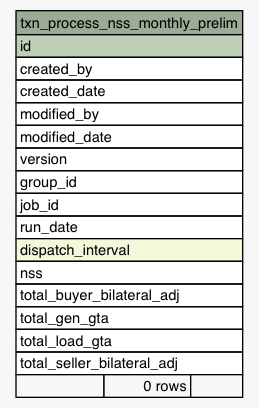 txn_process_nss_monthly_prelim
id
created_by
created_date
modified_by
modified_date
version
group_id
job_id
run_date
dispatch_interval
nss
total_buyer_bilateral_adj
total_gen_gta
total_load_gta
total_seller_bilateral_adj
0 rows